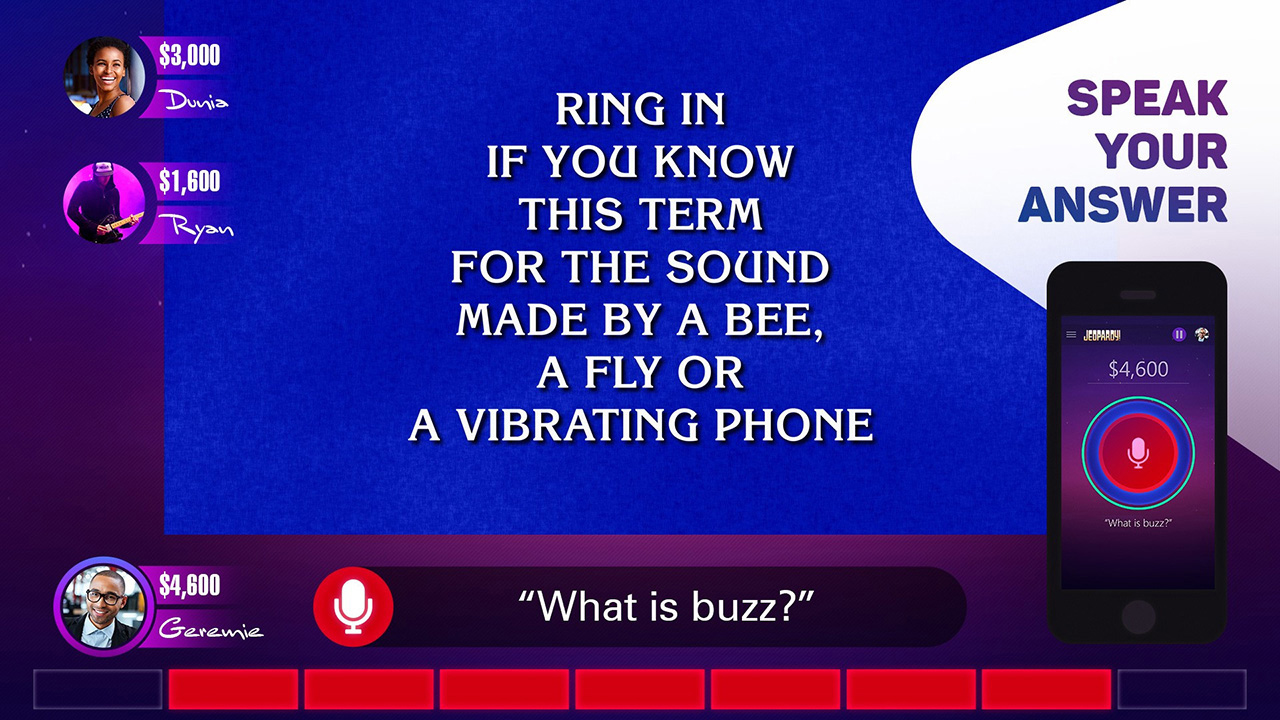 $3,000
Dunia
$1,600
Ryan
RING IN
IF YOU KNOW
THIS TERM
FOR THE SOUND
MADE BY A BEE,
A FLY OR
A VIBRATING PHONE
SPEAK
YOUR
ANSWER
JEOPARDY!
$4,600
"What is buzz?"
$4,600
Geremie
“What is buzz?”